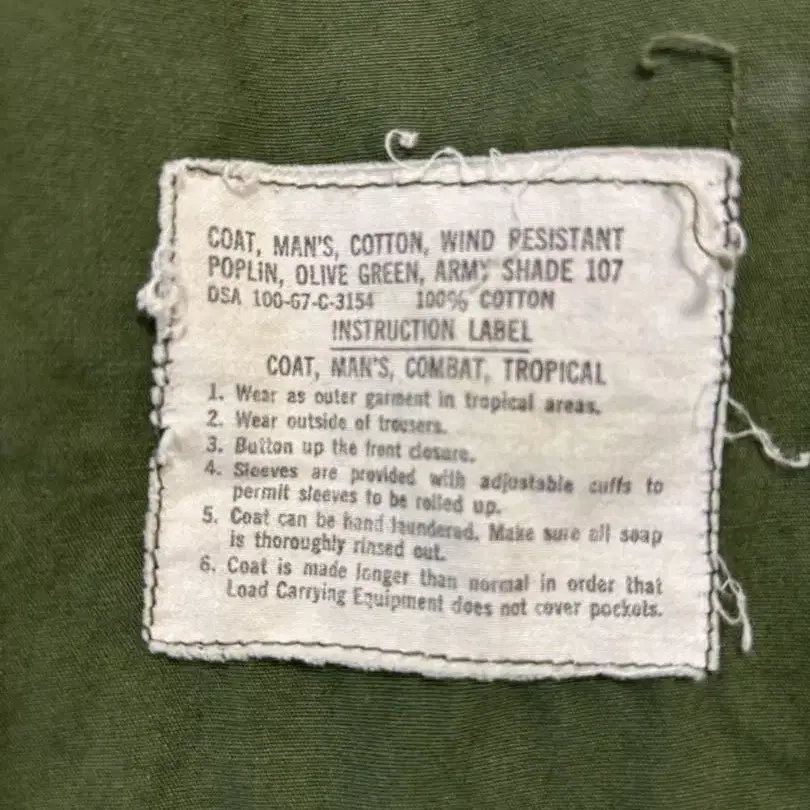 COAT, MAN'S, COTTON, WIND RESISTANT
POPLIN, OLIVE GREEN, ARMY SHADE 107
DSA 100-67-C-3154 100% COTTON
INSTRUCTION LABEL
COAT, MAN'S, COMBAT, TROPICAL
1. Wear as outer garment in tropical areas.
2. Wear outside of trousers.
3. Button up the front closure.
4. Sleeves are provided with adjustable cuffs to
permit sleeves to be rolled up.
5. Coat can be hand laundered. Make sure all soap
is thoroughly rinsed out.
6. Coat is made longer than normal in order that
Load Carrying Equipment does not cover pockets.